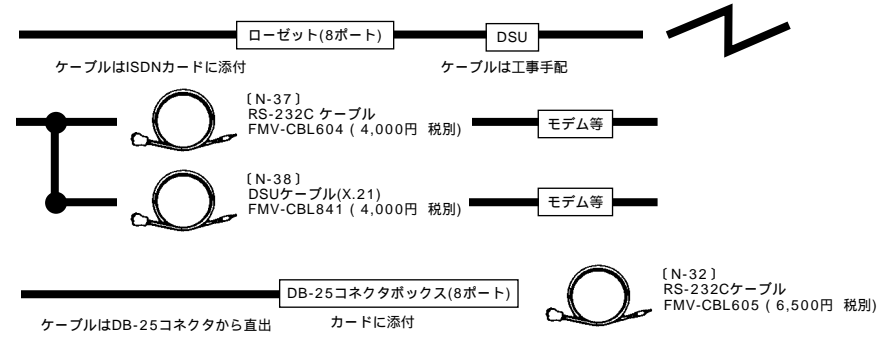 ローゼット(8ポート)
DSU
ケーブルはISDNカードに添付
ケーブルは工事手配
〔N-37〕
RS-232C ケーブル
FMV-CBL604 ( 4,000円 税別)
モデム等
〔N-38〕
DSUケーブル(X.21)
FMV-CBL841 ( 4,000円 税別)
モデム等
DB-25コネクタボックス(8ポート)
ケーブルはDB-25コネクタから直出
カードに添付
〔N-32〕
RS-232Cケーブル
FMV-CBL605 ( 6,500円 税別)